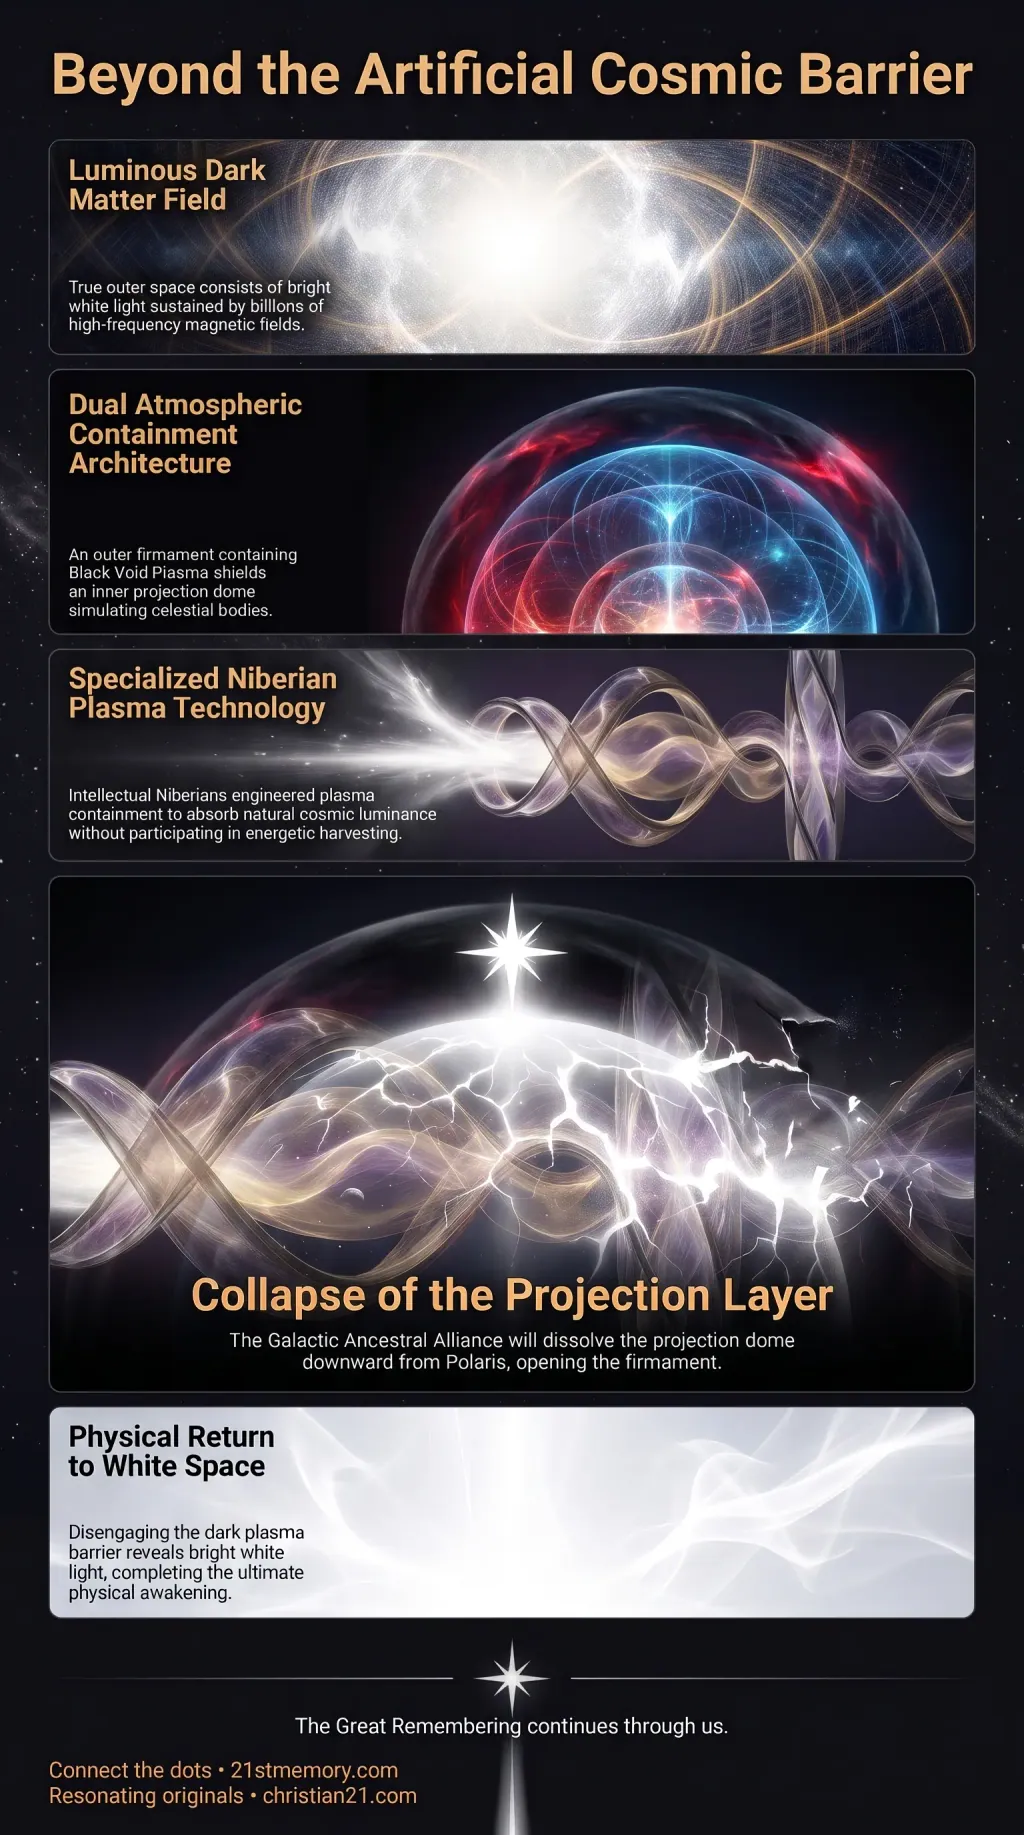 Beyond the Artificial Cosmic Barrier
Luminous Dark
Matter Field
True outer space consists of bright
white light sustained by billions of
high-frequency magnetic fields.
Dual Atmospheric
Containment
Architecture
An outer firmament containing
Black Void Plasma shields
an inner projection dome
simulating celestial bodies.
Specialized Niberian
Plasma Technology
Intellectual Niberians engineered plasma
containment to absorb natural cosmic luminance
without participating in energetic harvesting.
Collapse of the Projection Layer
The Galactic Ancestral Alliance will dissolve the projection dome
downward from Polaris, opening the firmament.
Physical Return
to White Space
Disengaging the dark plasma
barrier reveals bright white
light, completing the ultimate
physical awakening.
The Great Remembering continues through us.
Connect the dots • 21stmemory.com
Resonating originals • christian21.com